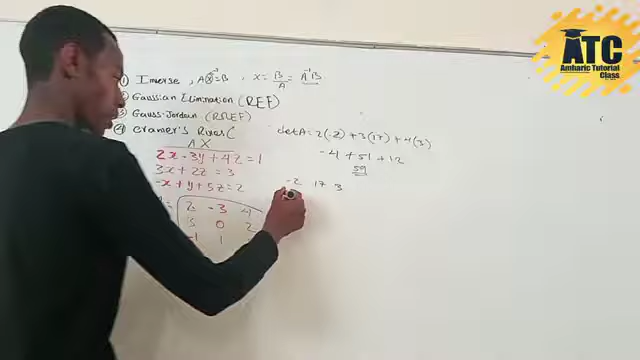 ATC
Amharic Tutorial
Class
① Inverse , AX=B , X = B/A = A⁻¹B
② Gaussian Elimination (REF)
③ Gauss-Jordan (RREF)
④ Cramer's Rules (
AX
2x - 3y + 4z = 1
3x + 2z = 3
-x + y + 5z = 2
det A = 2(-2) + 3(17) + 4(3)
-4 + 51 + 12
59
-2 17 3
2 -3 4
3 0 2
-1 1